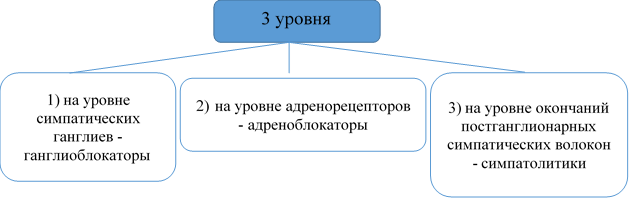 3 уровня
1) на уровне
симпатических
ганглиев -
ганглиоблокаторы
2) на уровне адренорецепторов
- адреноблокаторы
3) на уровне окончаний
постганглионарных
симпатических волокон
- симпатолитики